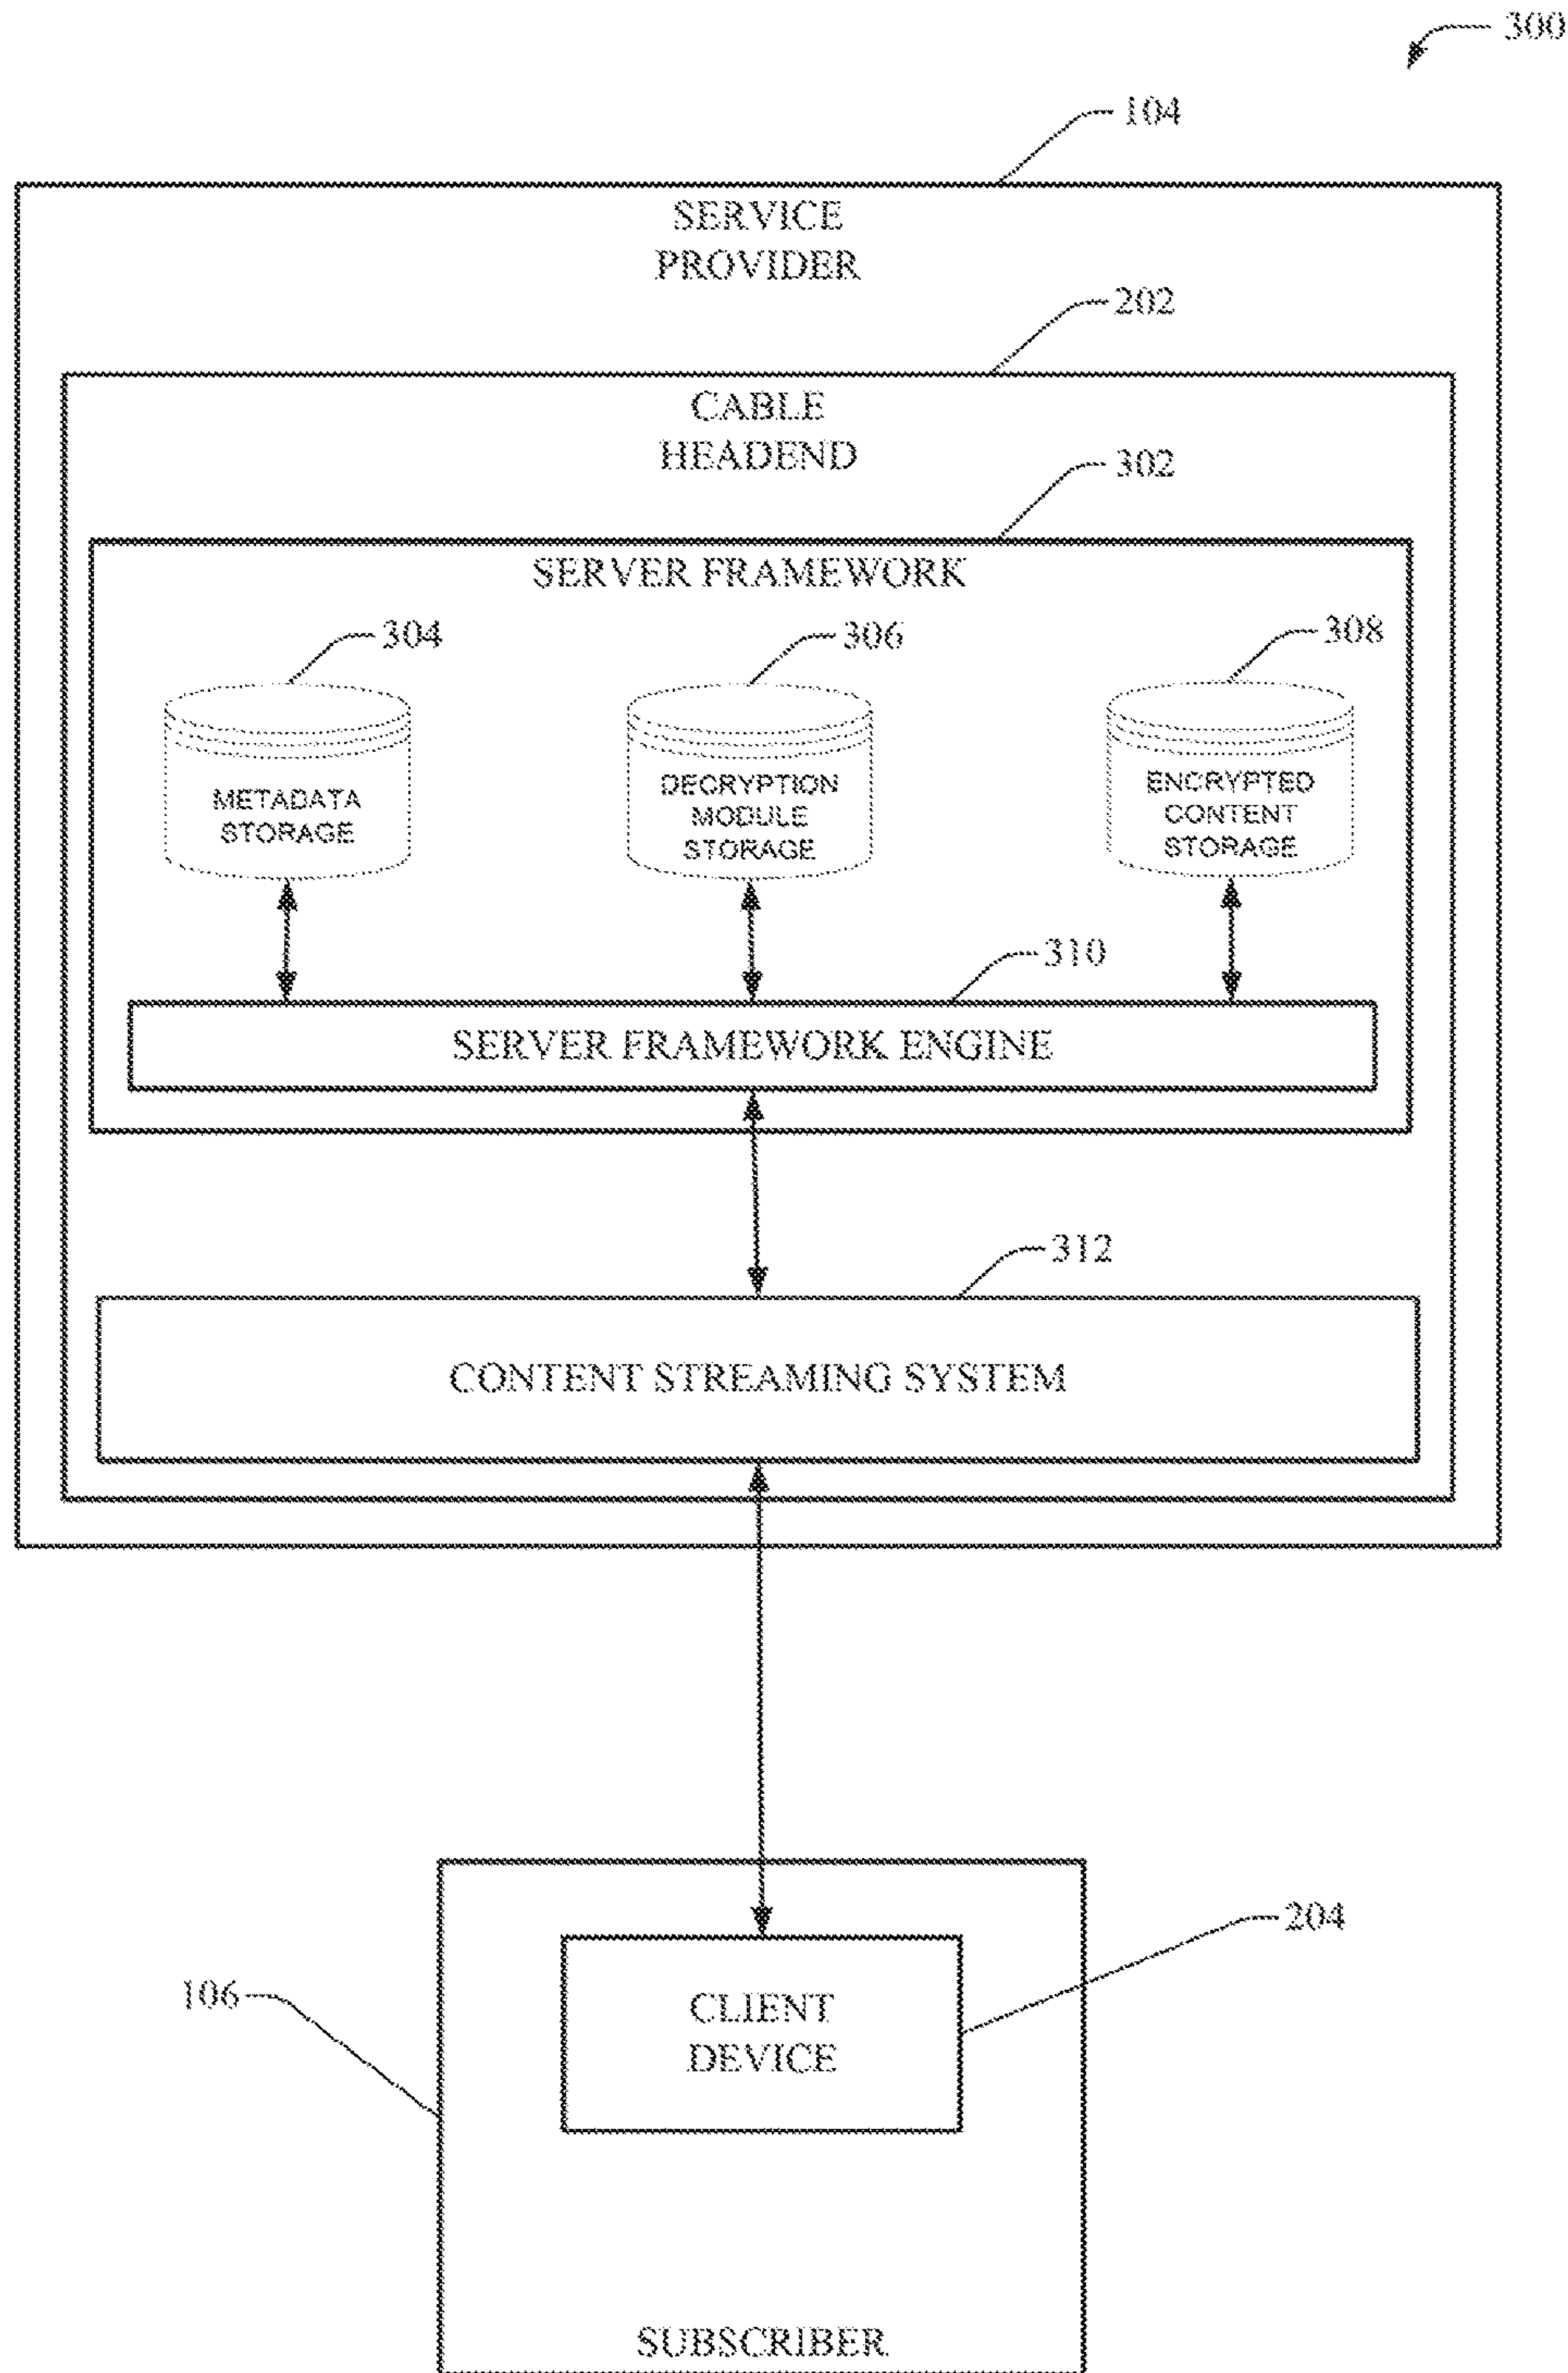 300
104
SERVICE
PROVIDER
202
CABLE
HEADEND
302
SERVER FRAMEWORK
304
306
308
METADATA
STORAGE
DECRYPTION
MODULE
STORAGE
ENCRYPTED
CONTENT
STORAGE
310
SERVER FRAMEWORK ENGINE
312
CONTENT STREAMING SYSTEM
204
106
CLIENT
DEVICE
SUBSCRIBER